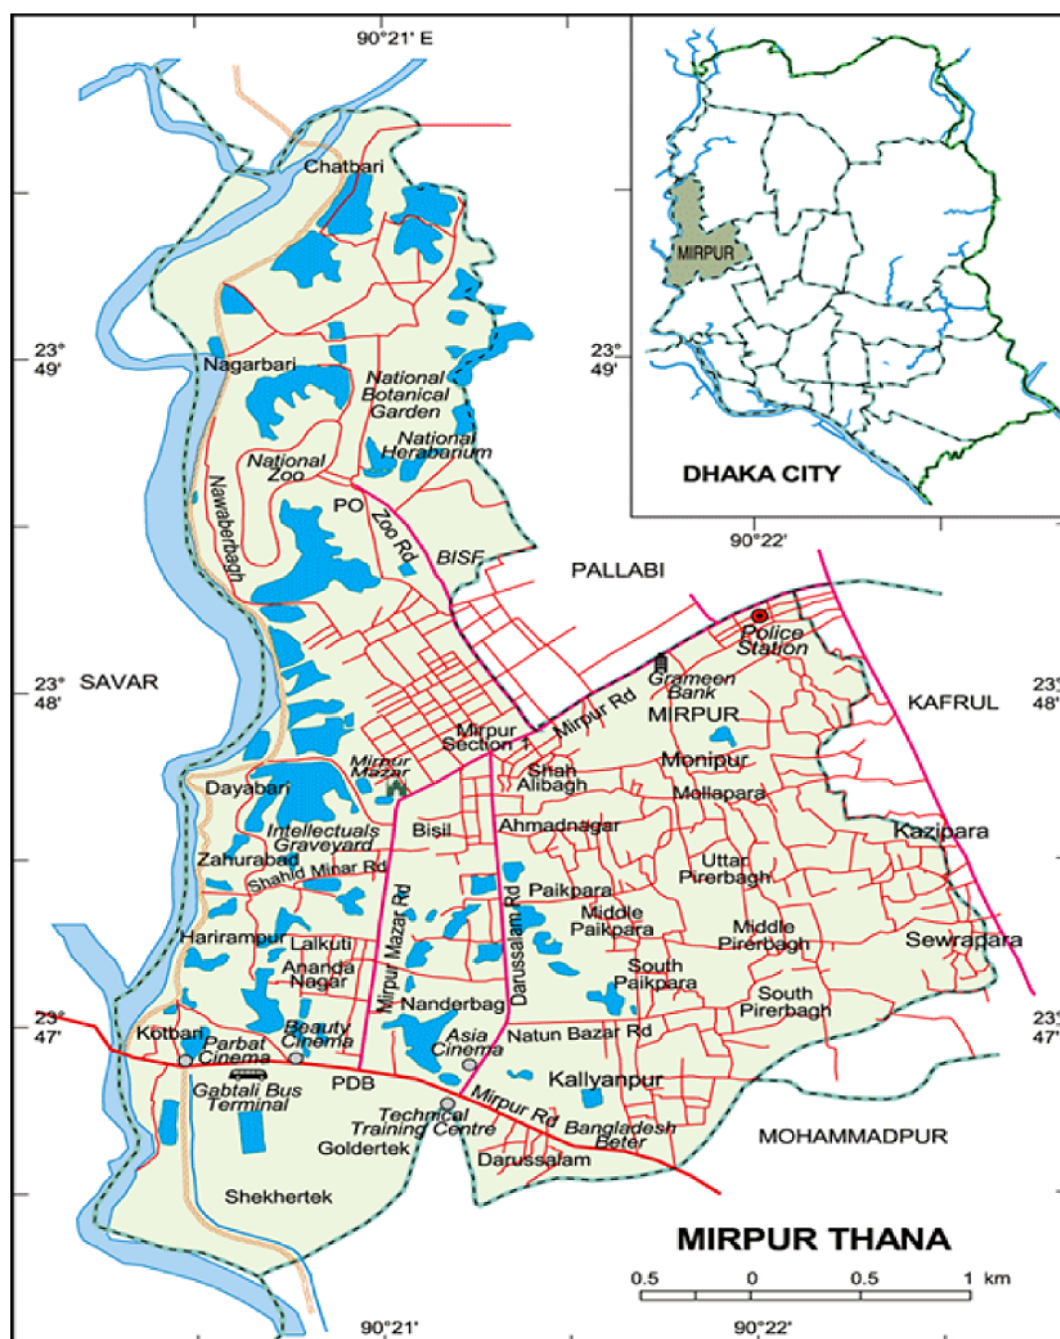 90°21' E
Chatbari
MIRPUR
23°
49'
23°
49'
Nagarbari
National
Botanical
Garden
National
Herabarium
National
Zoo
DHAKA CITY
PO
Zoo Rd
Nawaberbagh
BISF
90°22'
PALLABI
Police
Station
SAVAR
23°
48'
Grameen
Bank
KAFRUL
23°
48'
Mirpur Rd
MIRPUR
Mirpur
Section 1
Monipur
Mirpur
Mazar
Shah
Alibagh
Dayabari
Mollapara
Intellectuals
Graveyard
Bisil
Ahmadnagar
Kazipara
Zahurabad
Shahid Minar Rd
Uttar
Pirerbagh
Paikpara
Mirpur Mazar Rd
Darussalam Rd
Middle
Paikpara
Middle
Pirerbagh
Harirampur
Lalkuti
Sewrapara
Ananda
Nagar
South
Paikpara
Nanderbag
South
Pirerbagh
23°
47'
23°
47'
Kotbari
Parbat
Cinema
Beauty
Cinema
Asia
Cinema
Natun Bazar Rd
PDB
Kallyanpur
Gabtali Bus
Terminal
Mirpur Rd
Technical
Training Centre
Bangladesh
Beter
MOHAMMADPUR
Goldertek
Darussalam
Shekhertek
MIRPUR THANA
0.5 0 0.5 1 km
90°21'
90°22'